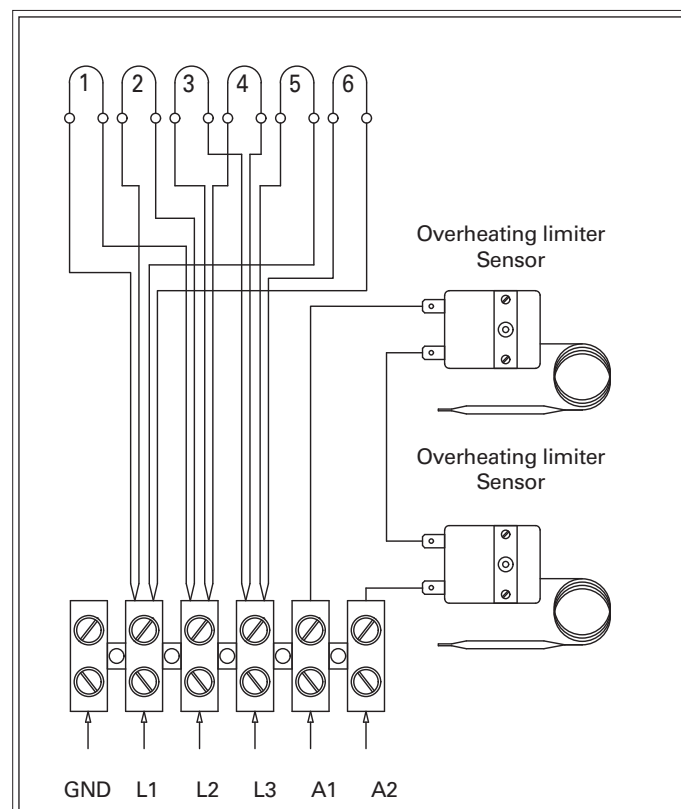 1 2 3 4 5 6
Overheating limiter
Sensor
Overheating limiter
Sensor
GND L1 L2 L3 A1 A2